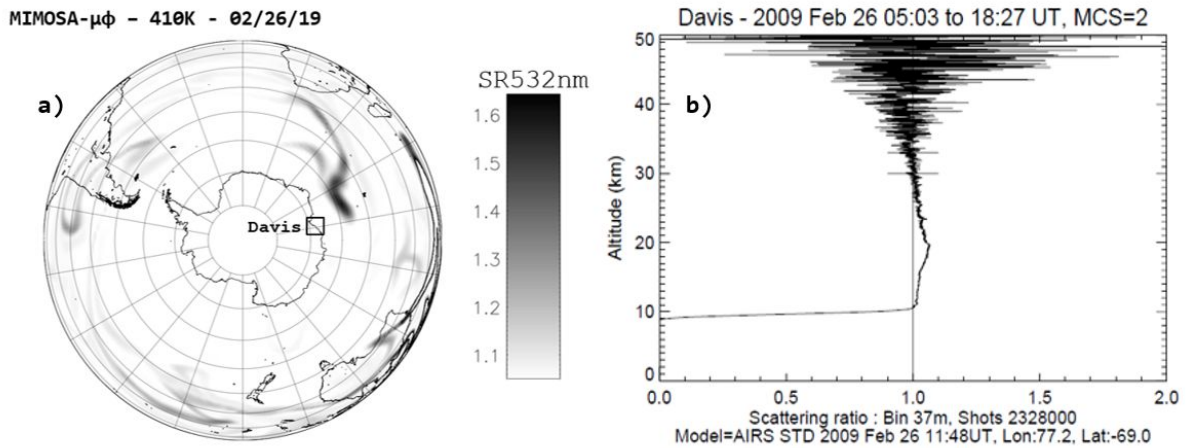 MIMOSA-μφ – 410K - 02/26/19
a)
Davis
SR532nm
1.6
1.5
1.4
1.3
1.2
1.1
Davis - 2009 Feb 26 05:03 to 18:27 UT, MCS=2
b)
Altitude (km)
50
40
30
20
10
0
0.0 0.5 1.0 1.5 2.0
Scattering ratio : Bin 37m, Shots 2328000
Model=AIRS STD 2009 Feb 26 11:48UT, Lon:77.2, Lat:-69.0